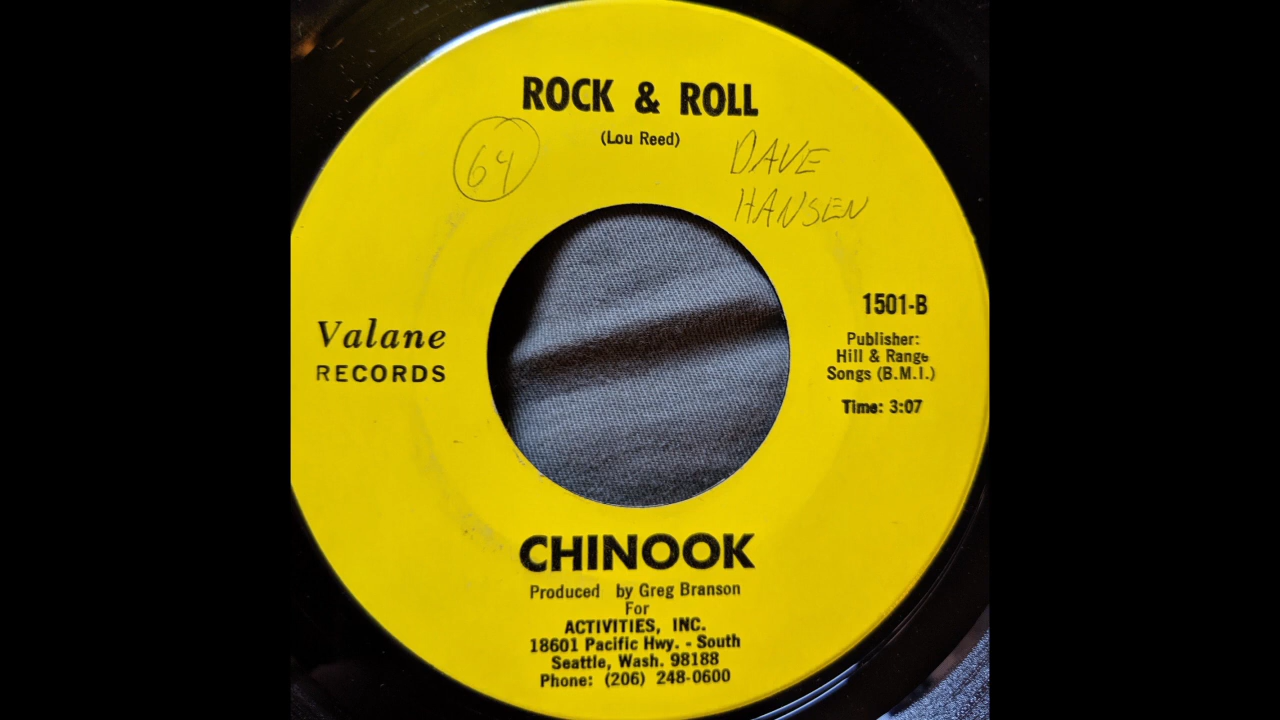 ROCK & ROLL
(Lou Reed)
64
DAVE
HANSEN
Valane
RECORDS
1501-B
Publisher:
Hill & Range
Songs (B.M.I.)
Time: 3:07
CHINOOK
Produced by Greg Branson
For
ACTIVITIES, INC.
18601 Pacific Hwy. - South
Seattle, Wash. 98188
Phone: (206) 248-0600